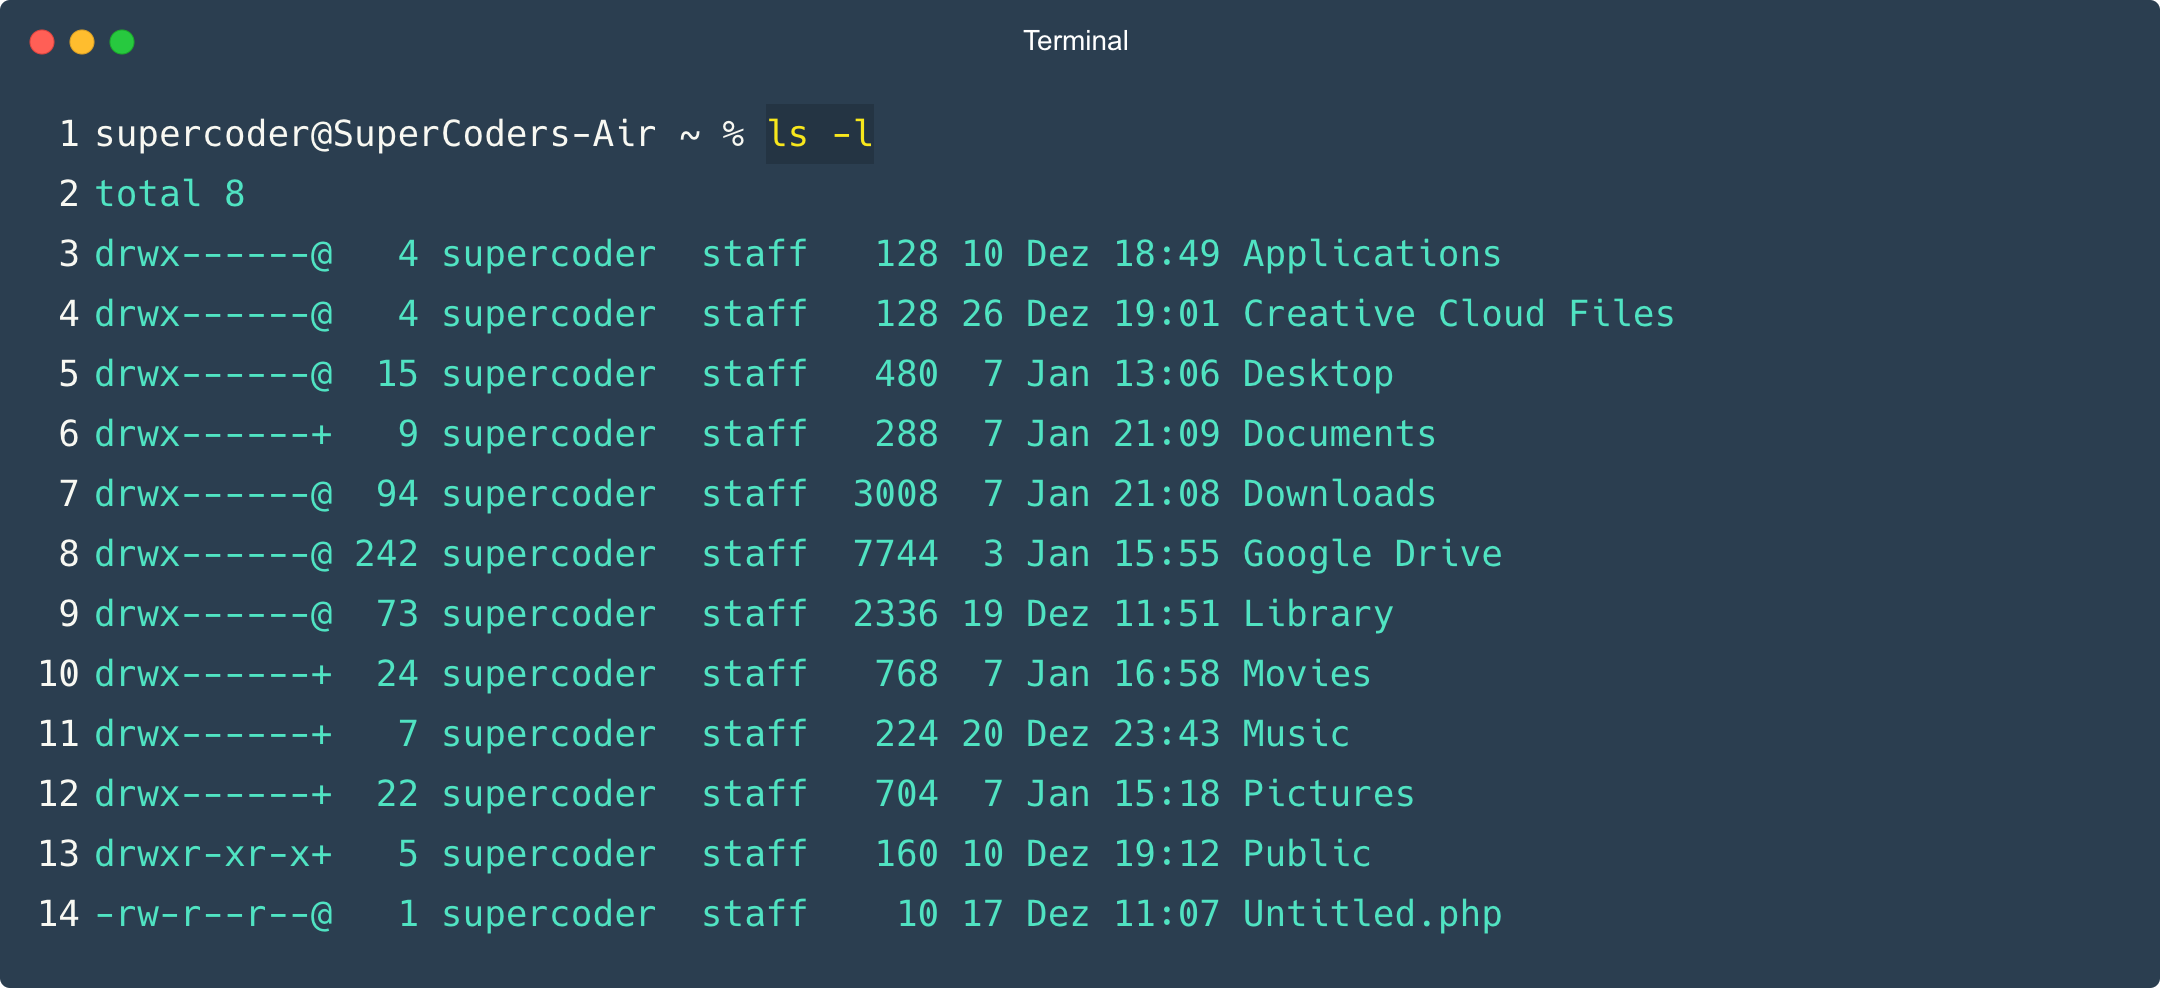 Terminal
1 supercoder@SuperCoders-Air ~ % ls -l
2 total 8
3 drwx------@   4 supercoder  staff   128 10 Dez 18:49 Applications
4 drwx------@   4 supercoder  staff   128 26 Dez 19:01 Creative Cloud Files
5 drwx------@  15 supercoder  staff   480  7 Jan 13:06 Desktop
6 drwx------+   9 supercoder  staff   288  7 Jan 21:09 Documents
7 drwx------@  94 supercoder  staff  3008  7 Jan 21:08 Downloads
8 drwx------@ 242 supercoder  staff  7744  3 Jan 15:55 Google Drive
9 drwx------@  73 supercoder  staff  2336 19 Dez 11:51 Library
10 drwx------+  24 supercoder  staff   768  7 Jan 16:58 Movies
11 drwx------+   7 supercoder  staff   224 20 Dez 23:43 Music
12 drwx------+  22 supercoder  staff   704  7 Jan 15:18 Pictures
13 drwxr-xr-x+   5 supercoder  staff   160 10 Dez 19:12 Public
14 -rw-r--r--@   1 supercoder  staff    10 17 Dez 11:07 Untitled.php